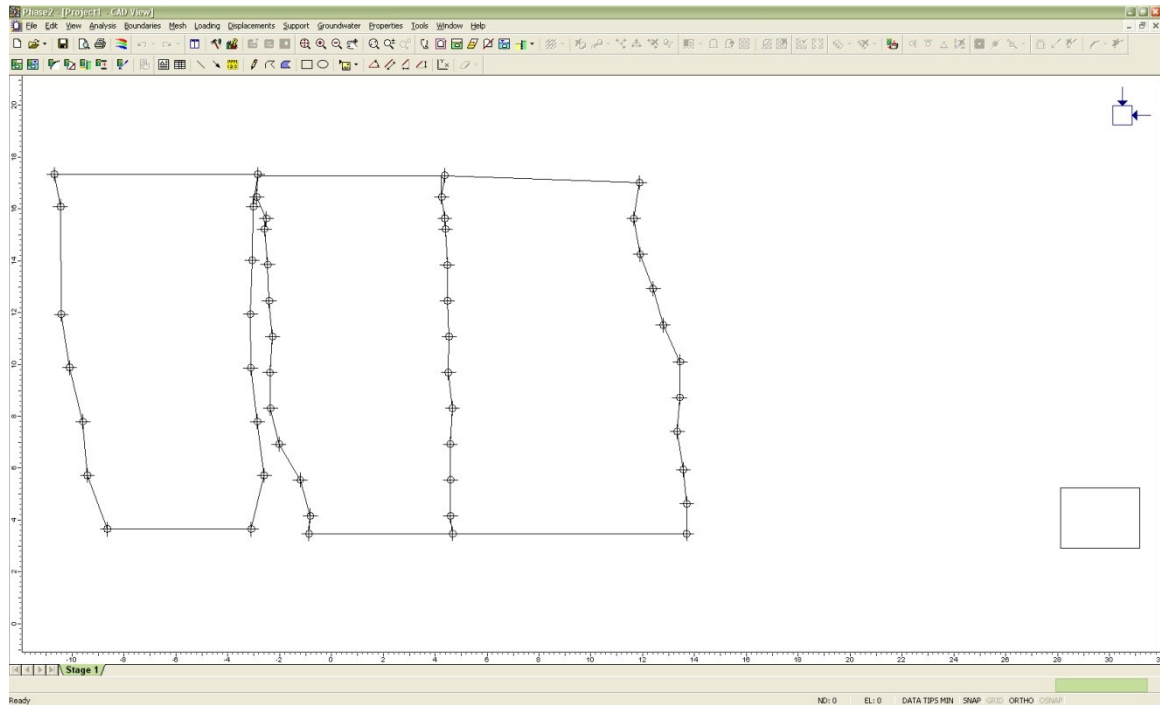 Phase2 - [Project1 - CAD View]
File Edit View Analysis Boundaries Mesh Loading Displacements Support Groundwater Properties Tools Window Help
20
18
16
14
12
10
8
6
4
2
0
-10 -8 -6 -4 -2 0 2 4 6 8 10 12 14 16 18 20 22 24 26 28 30
Stage 1
Ready ND: 0 EL: 0 DATA TIPS MIN SNAP GRID ORTHO OSNAP